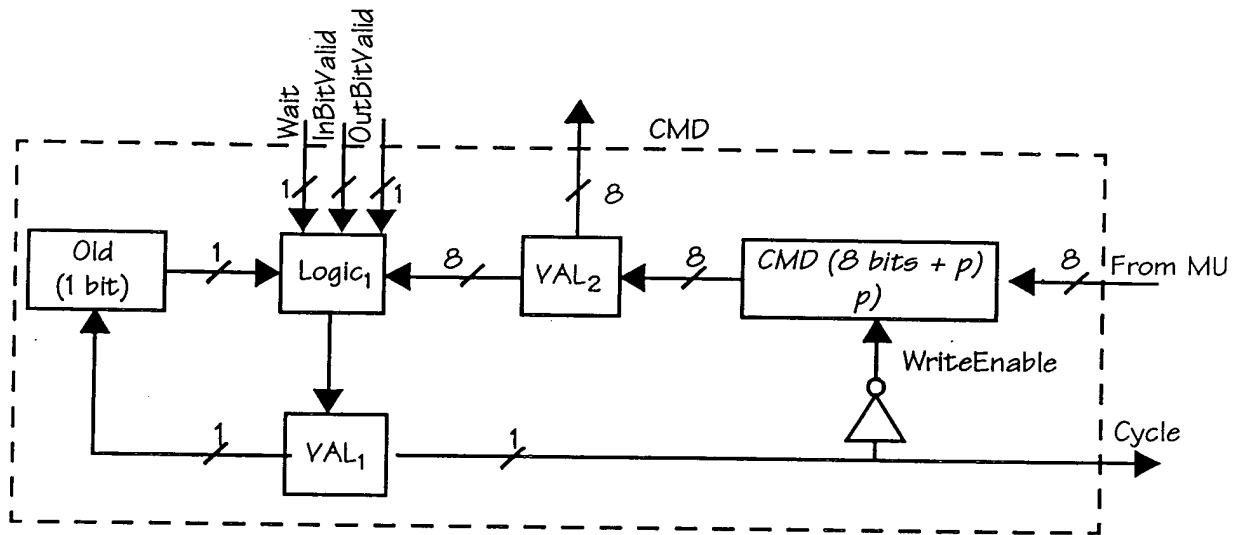 Wait
InBitValid
OutBitValid
CMD
1
1
8
Old
(1 bit)
1
Logic1
8
VAL2
8
CMD (8 bits + p)
p)
8
From MU
WriteEnable
1
VAL1
1
Cycle